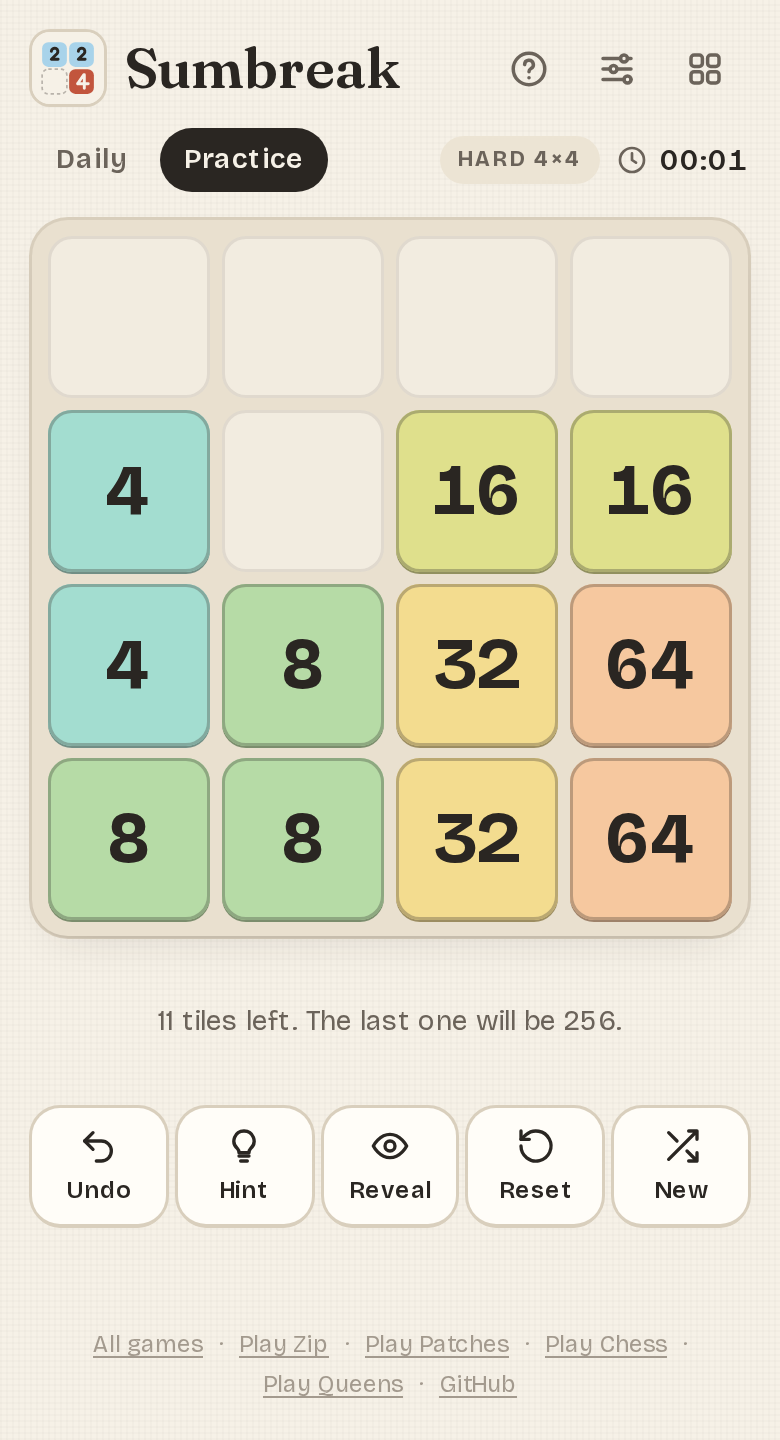 2 2
4
Sumbreak
Daily Practice HARD 4×4 00:01
4 16 16
4 8 32 64
8 8 32 64
11 tiles left. The last one will be 256.
Undo Hint Reveal Reset New
All games · Play Zip · Play Patches · Play Chess ·
Play Queens · GitHub